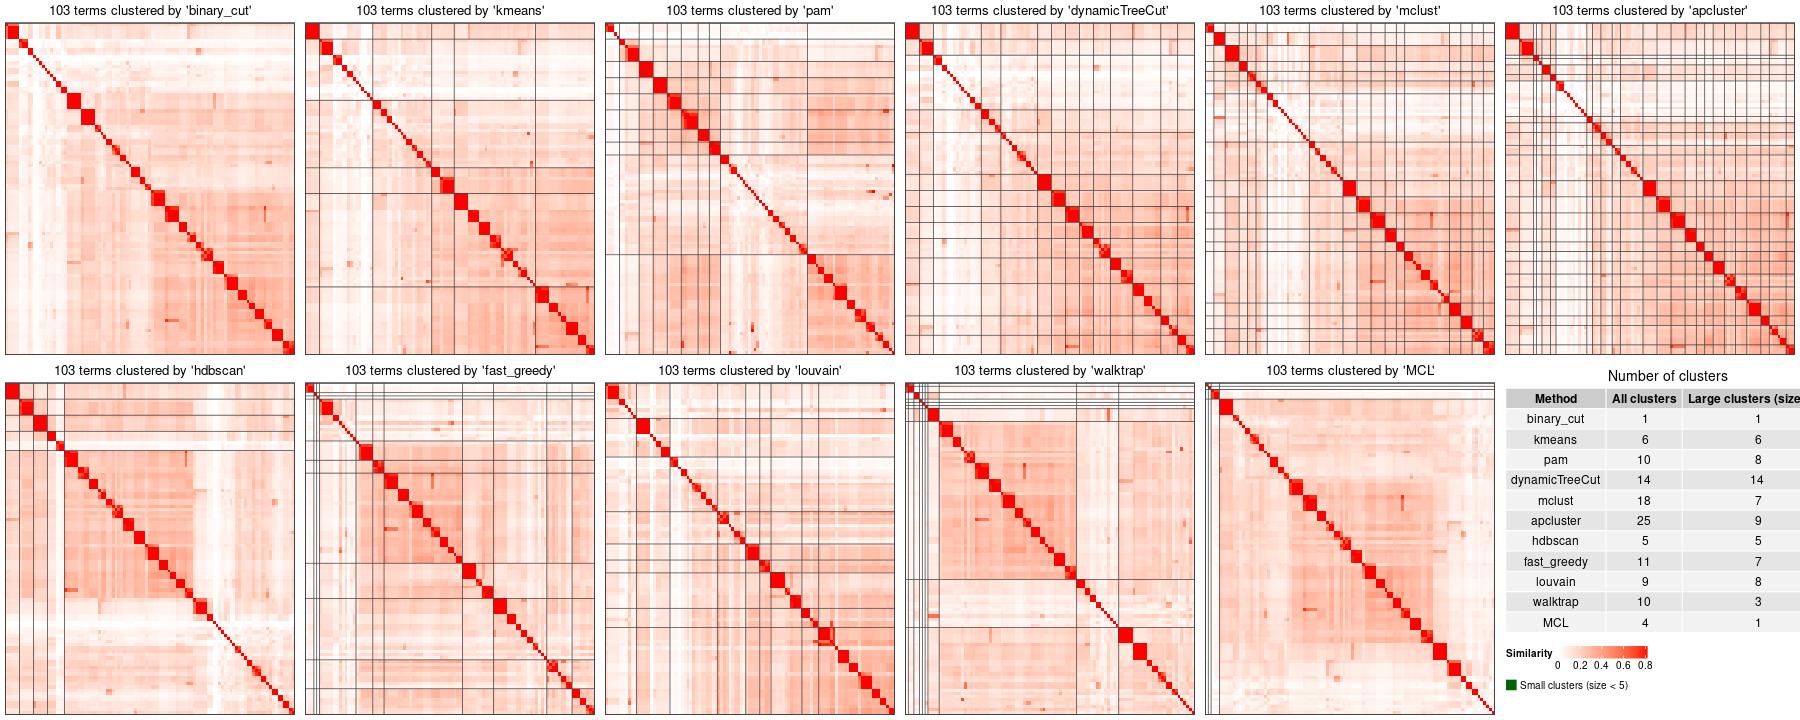 103 terms clustered by 'binary_cut'
103 terms clustered by 'kmeans'
103 terms clustered by 'pam'
103 terms clustered by 'dynamicTreeCut'
103 terms clustered by 'mclust'
103 terms clustered by 'apcluster'
103 terms clustered by 'hdbscan'
103 terms clustered by 'fast_greedy'
103 terms clustered by 'louvain'
103 terms clustered by 'walktrap'
103 terms clustered by 'MCL'
Number of clusters
Method All clusters Large clusters (size
binary_cut 1 1
kmeans 6 6
pam 10 8
dynamicTreeCut 14 14
mclust 18 7
apcluster 25 9
hdbscan 5 5
fast_greedy 11 7
louvain 9 8
walktrap 10 3
MCL 4 1
Similarity
0 0.2 0.4 0.6 0.8
Small clusters (size < 5)